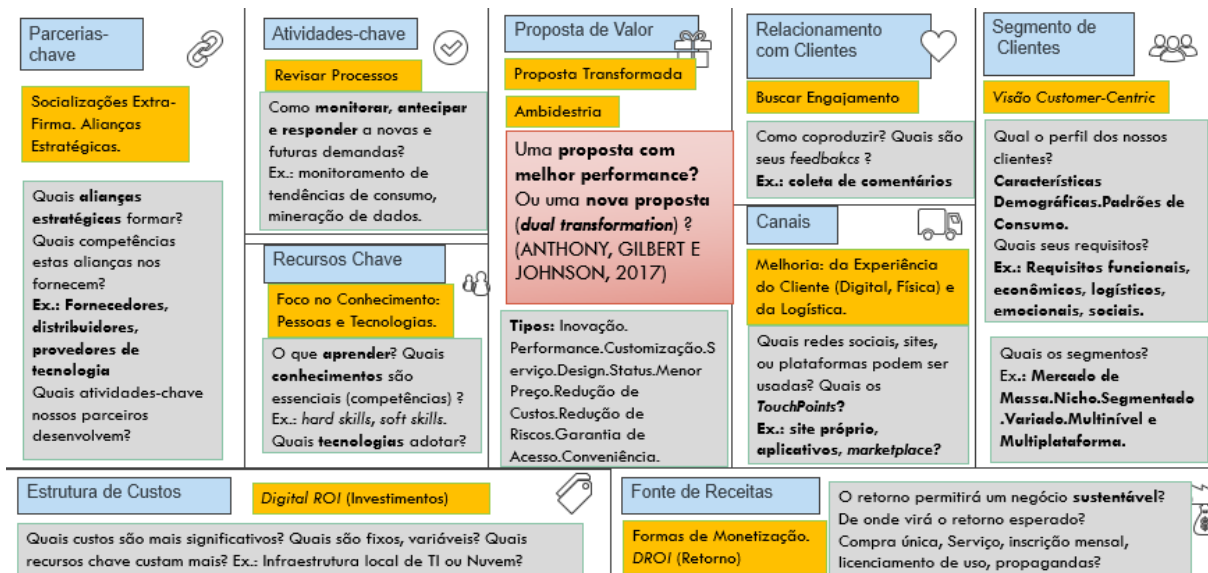 Parcerias-
chave
Socializações Extra-
Firma. Alianças
Estratégicas.
Quais alianças
estratégicas formar?
Quais competências
estas alianças nos
fornecem?
Ex.: Fornecedores,
distribuidores,
provedores de
tecnologia
Quais atividades-chave
nossos parceiros
desenvolvem?
Atividades-chave
Revisar Processos
Como monitorar, antecipar
e responder a novas e
futuras demandas?
Ex.: monitoramento de
tendências de consumo,
mineração de dados.
Recursos Chave
Foco no Conhecimento:
Pessoas e Tecnologias.
O que aprender? Quais
conhecimentos são
essenciais (competências) ?
Ex.: hard skills, soft skills.
Quais tecnologias adotar?
Proposta de Valor
Proposta Transformada
Ambidestria
Uma proposta com
melhor performance?
Ou uma nova proposta
(dual transformation) ?
(ANTHONY, GILBERT E
JOHNSON, 2017)
Tipos: Inovação.
Performance.Customização.S
erviço.Design.Status.Menor
Preço.Redução de
Custos.Redução de
Riscos.Garantia de
Acesso.Conveniência.
Relacionamento
com Clientes
Buscar Engajamento
Como coproduzir? Quais são
seus feedbakcs ?
Ex.: coleta de comentários
Canais
Melhoria: da Experiência
do Cliente (Digital, Física) e
da Logística.
Quais redes sociais, sites,
ou plataformas podem ser
usadas? Quais os
TouchPoints?
Ex.: site próprio,
aplicativos, marketplace?
Segmento de
Clientes
Visão Customer-Centric
Qual o perfil dos nossos
clientes?
Características
Demográficas.Padrões de
Consumo.
Quais seus requisitos?
Ex.: Requisitos funcionais,
econômicos, logísticos,
emocionais, sociais.
Quais os segmentos?
Ex.: Mercado de
Massa.Nicho.Segmentado
.Variado.Multinível e
Multiplataforma.
Estrutura de Custos
Digital ROI (Investimentos)
Quais custos são mais significativos? Quais são fixos, variáveis? Quais
recursos chave custam mais? Ex.: Infraestrutura local de TI ou Nuvem?
Fonte de Receitas
Formas de Monetização.
DROI (Retorno)
O retorno permitirá um negócio sustentável?
De onde virá o retorno esperado?
Compra única, Serviço, inscrição mensal,
licenciamento de uso, propagandas?